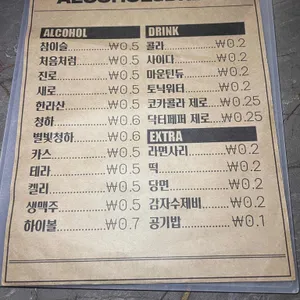 ALCOHOL
참이슬 ₩0.5
처음처럼 ₩0.5
진로 ₩0.5
새로 ₩0.5
한라산 ₩0.5
청하 ₩0.6
별빛청하 ₩0.6
카스 ₩0.5
테라 ₩0.5
켈리 ₩0.5
생맥주 ₩0.5
하이볼 ₩0.7
DRINK
콜라 ₩0.2
사이다 ₩0.2
마운틴듀 ₩0.2
토닉워터 ₩0.2
코카콜라 제로 ₩0.25
닥터페퍼 제로 ₩0.25
EXTRA
라면사리 ₩0.2
떡 ₩0.2
당면 ₩0.2
감자수제비 ₩0.2
공기밥 ₩0.1